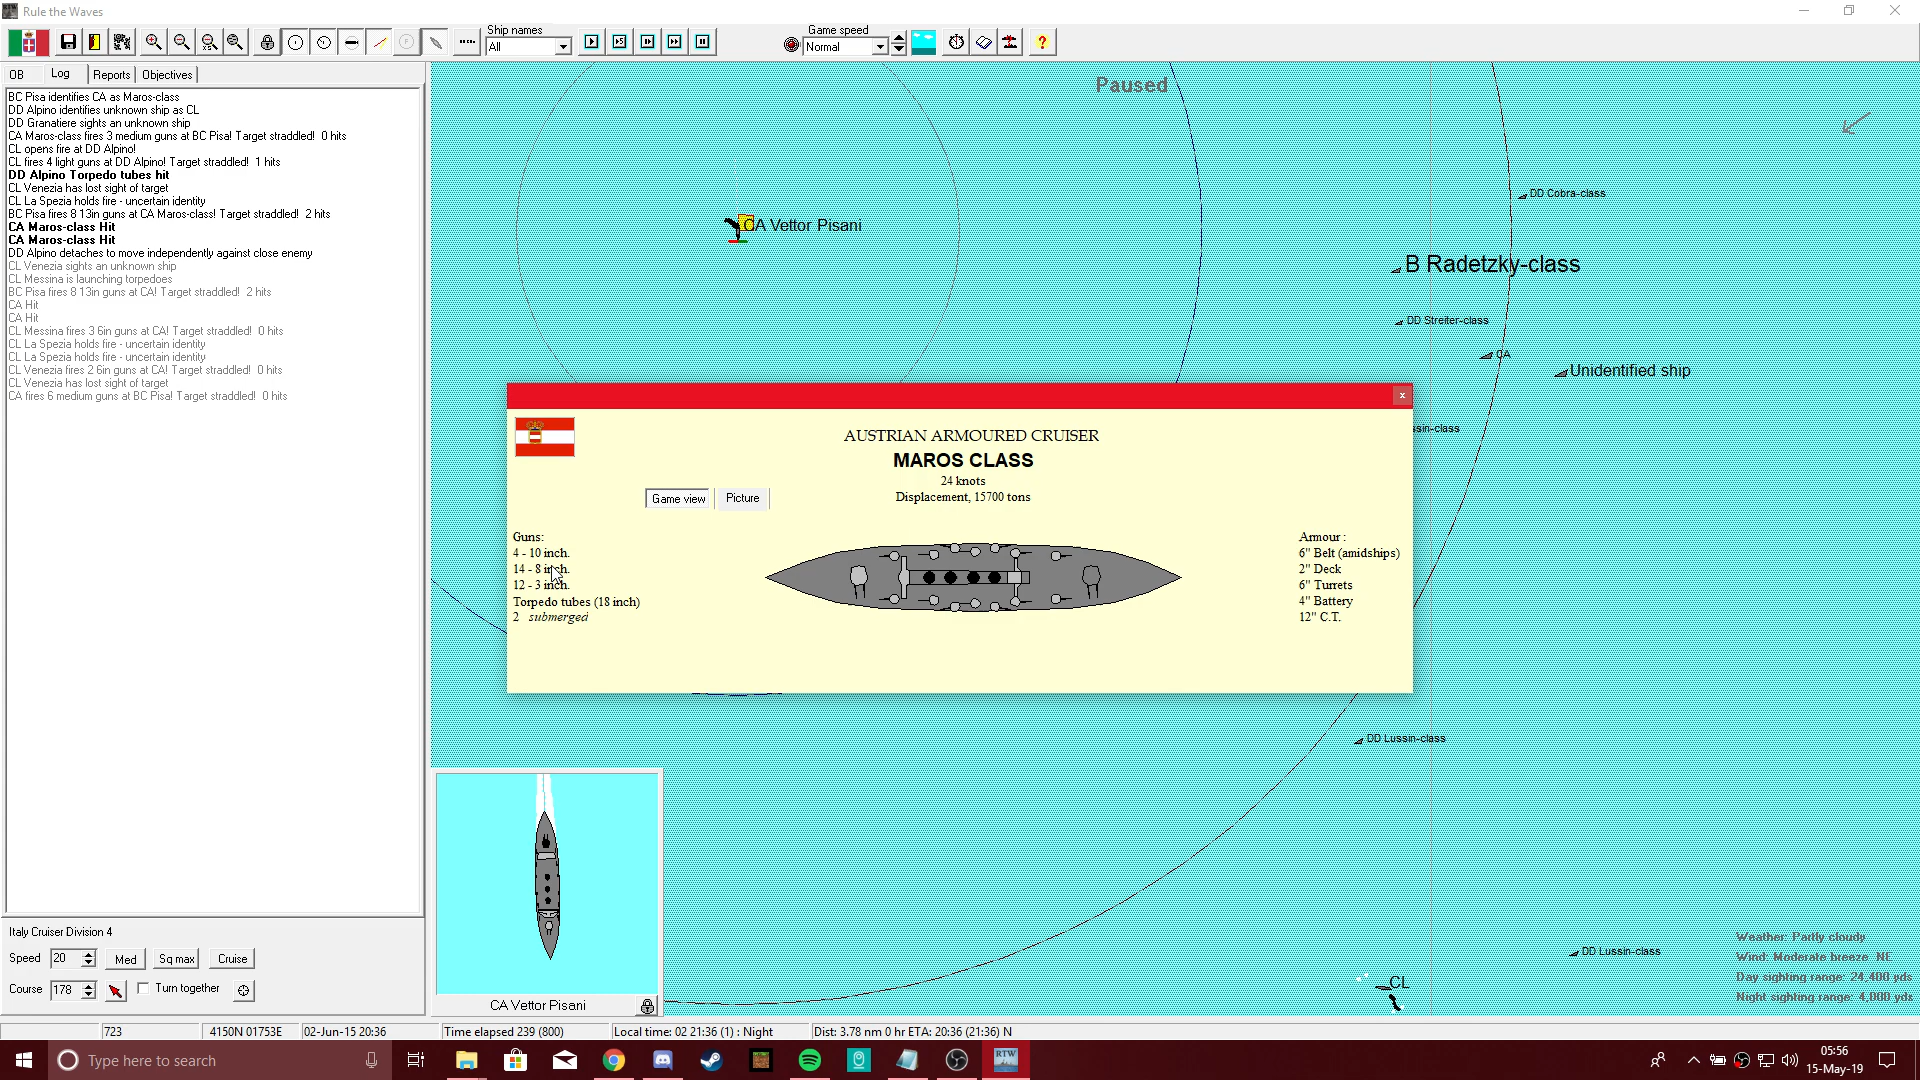 Rule the Waves
Ship names
All
Game speed
Normal
OB
Log
Reports
Objectives
BC Pisa identifies CA as Maros-class
DD Alpino identifies unknown ship as CL
DD Granatiere sights an unknown ship
CA Maros-class fires 3 medium guns at BC Pisa! Target straddled!  0 hits
CL opens fire at DD Alpino!
CL fires 4 light guns at DD Alpino! Target straddled!  1 hits
DD Alpino Torpedo tubes hit
CL Venezia has lost sight of target
CL La Spezia holds fire - uncertain identity
BC Pisa fires 8 13in guns at CA Maros-class! Target straddled!  2 hits
CA Maros-class Hit
CA Maros-class Hit
DD Alpino detaches to move independently against close enemy
CL Venezia sights an unknown ship
CL Messina is launching torpedoes
BC Pisa fires 8 13in guns at CA! Target straddled!  2 hits
CA Hit
CA Hit
CL Messina fires 3 6in guns at CA! Target straddled!  0 hits
CL La Spezia holds fire - uncertain identity
CL La Spezia holds fire - uncertain identity
CL Venezia fires 2 6in guns at CA! Target straddled!  0 hits
CL Venezia has lost sight of target
CA fires 6 medium guns at BC Pisa! Target straddled!  0 hits
Paused
DD Cobra-class
CA Vettor Pisani
B Radetzky-class
DD Streiter-class
CA
Unidentified ship
ssin-class
x
AUSTRIAN ARMOURED CRUISER
MAROS CLASS
24 knots
Displacement, 15700 tons
Game view
Picture
Guns:
4 - 10 inch.
14 - 8 inch.
12 - 3 inch.
Torpedo tubes (18 inch)
2 submerged
Armour :
6" Belt (amidships)
2" Deck
6" Turrets
4" Battery
12" C.T.
DD Lussin-class
DD Lussin-class
CL
Weather: Partly cloudy
Wind: Moderate breeze  NE
Day sighting range: 24,400 yds
Night sighting range: 4,000 yds
Italy Cruiser Division 4
Speed
20
Med
Sq max
Cruise
Course
178
Turn together
CA Vettor Pisani
723
4150N 01753E
02-Jun-15 20:36
Time elapsed 239 (800)
Local time: 02 21:36 (1) : Night
Dist: 3.78 nm 0 hr ETA: 20:36 (21:36) N
Type here to search
RTW
05:56
15-May-19